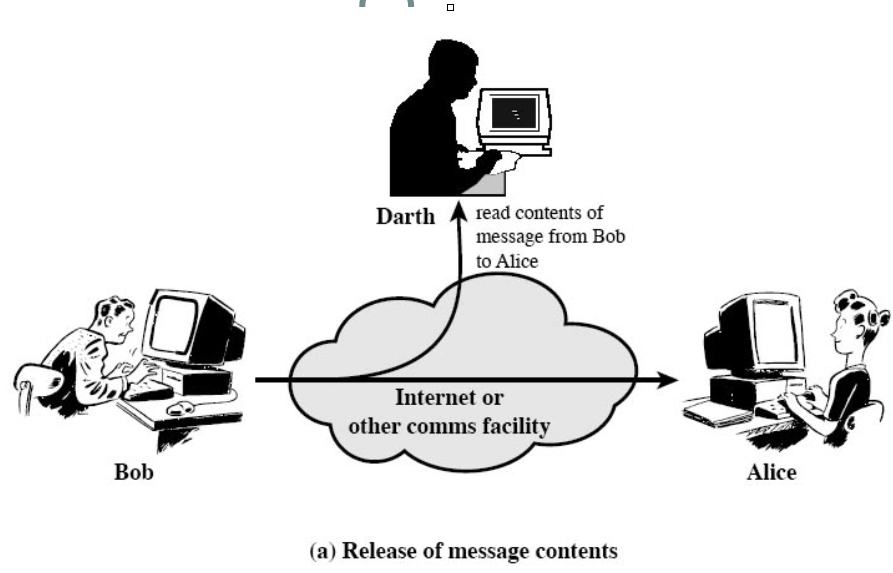 Darth
read contents of
message from Bob
to Alice
Internet or
other comms facility
Bob
Alice
(a) Release of message contents